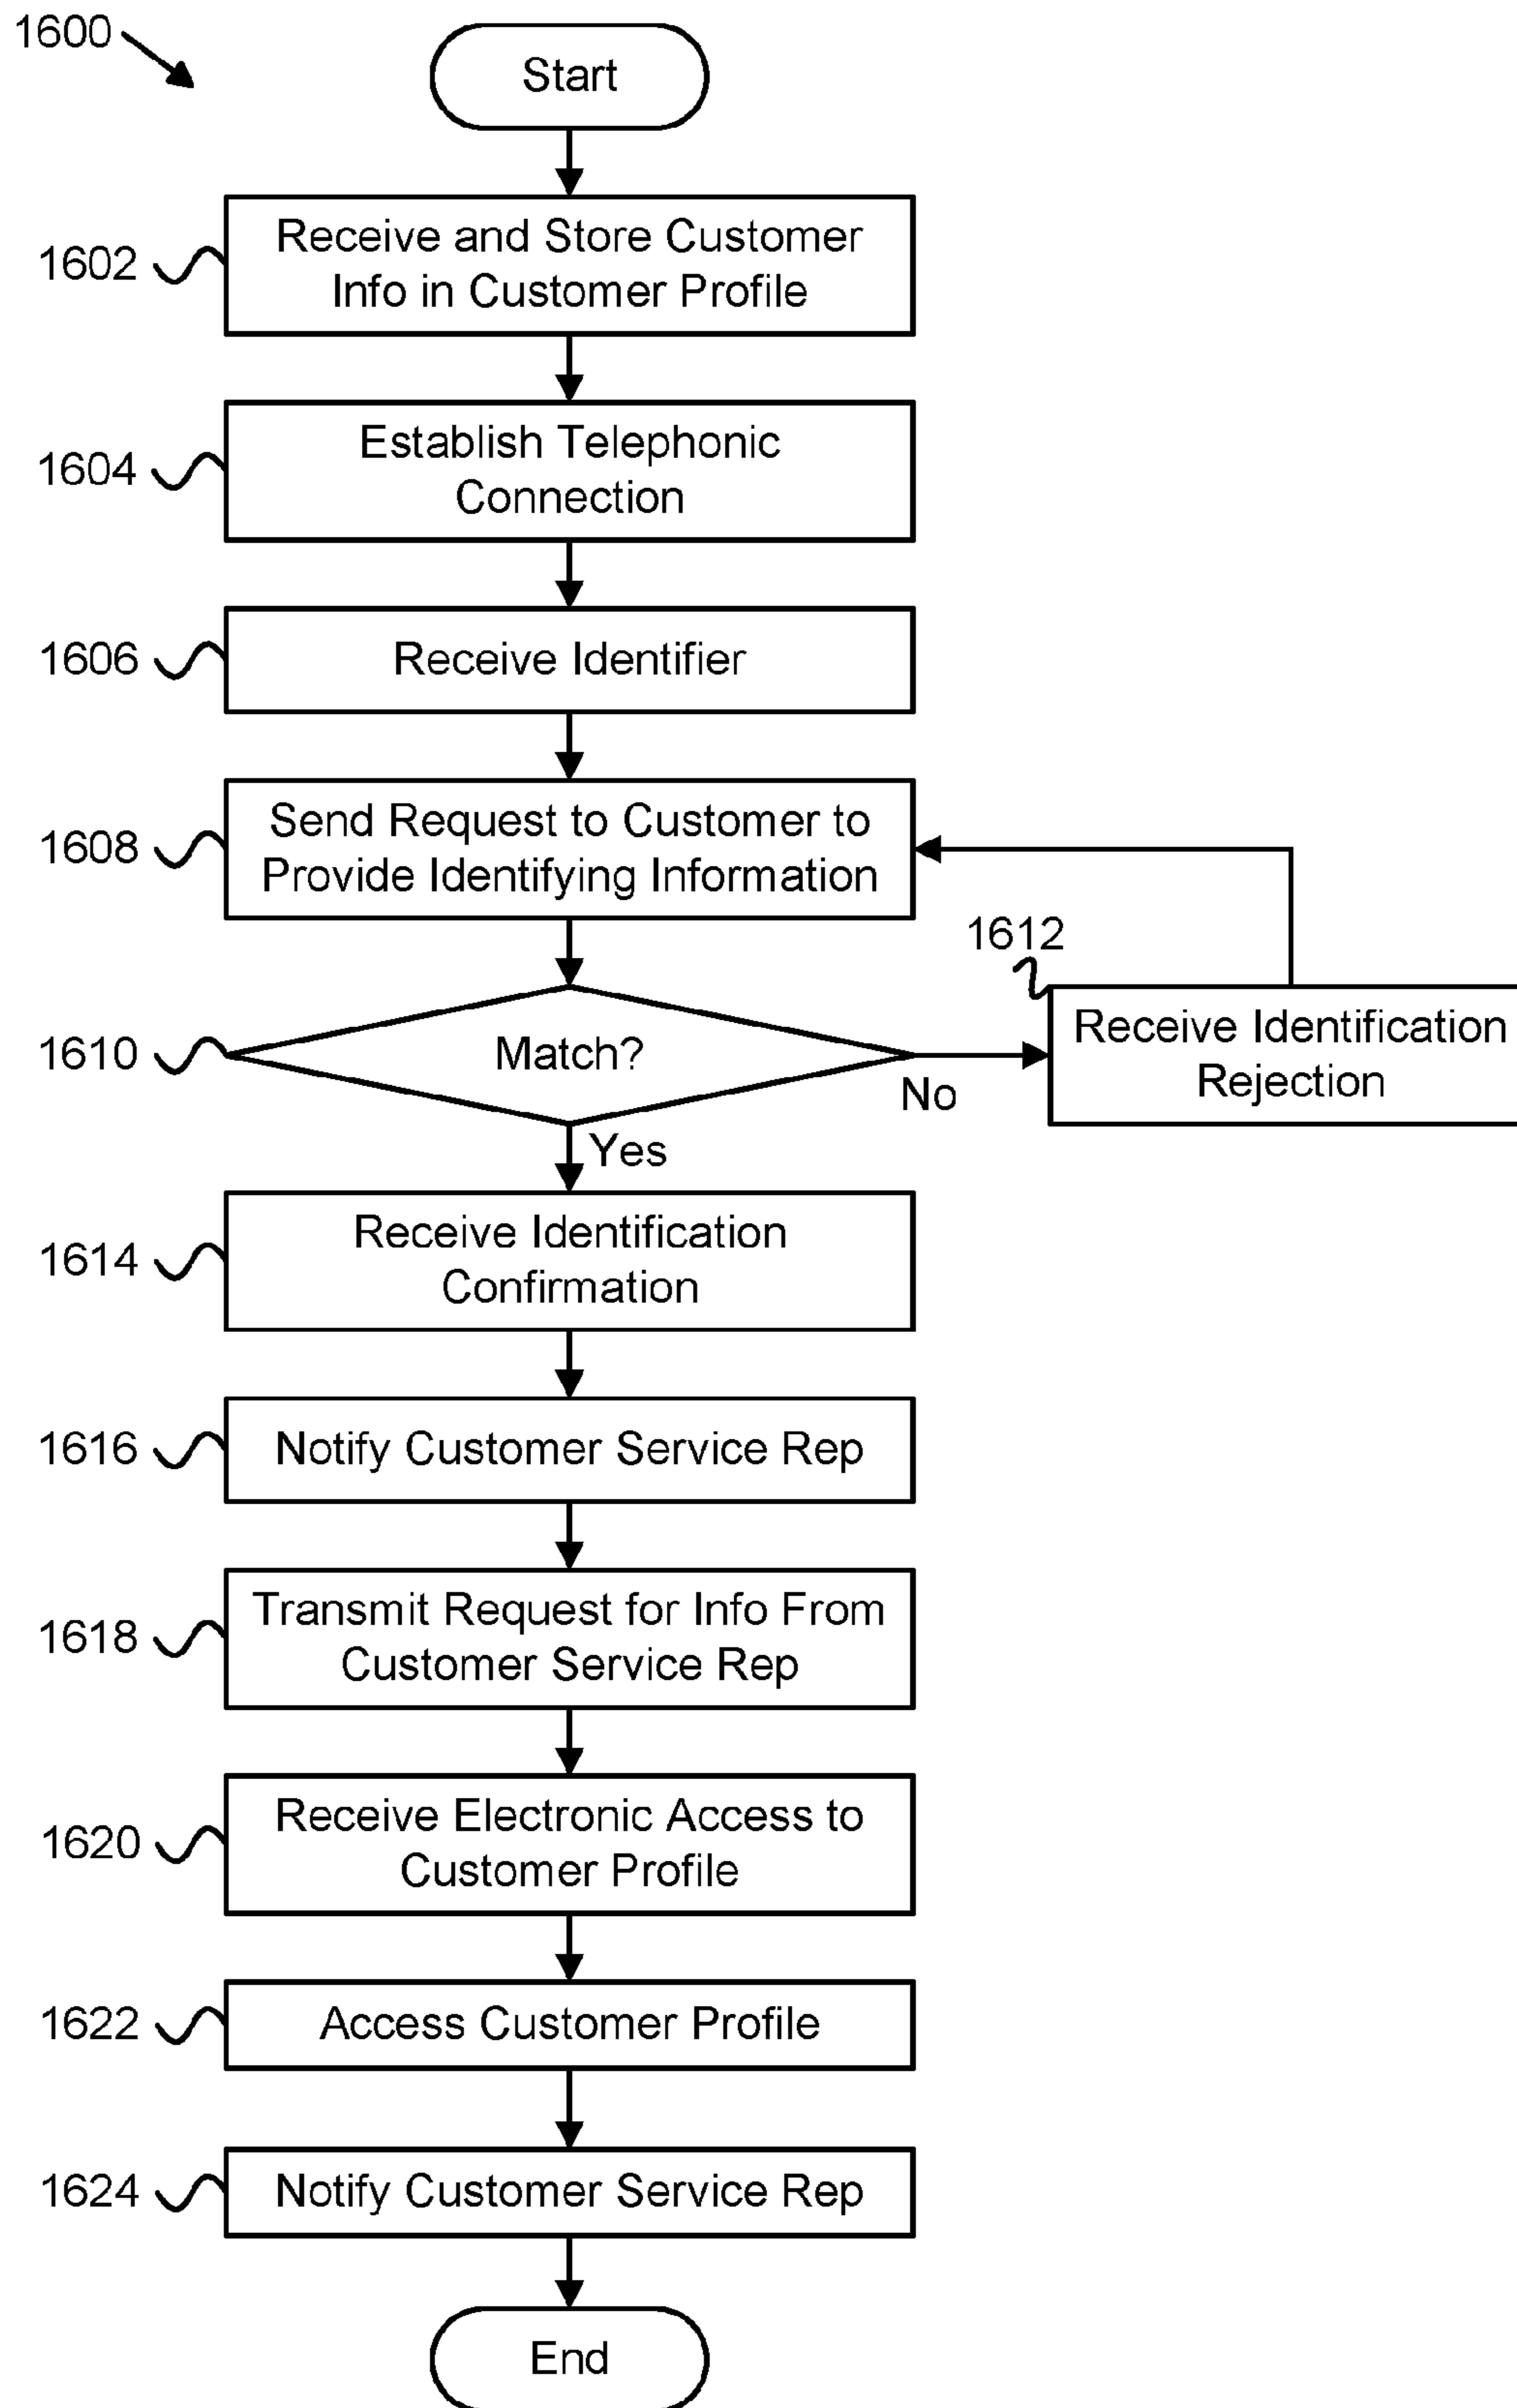 1600
Start
1602
Receive and Store Customer
Info in Customer Profile
1604
Establish Telephonic
Connection
1606
Receive Identifier
1608
Send Request to Customer to
Provide Identifying Information
1610
Match?
No
1612
Receive Identification
Rejection
Yes
1614
Receive Identification
Confirmation
1616
Notify Customer Service Rep
1618
Transmit Request for Info From
Customer Service Rep
1620
Receive Electronic Access to
Customer Profile
1622
Access Customer Profile
1624
Notify Customer Service Rep
End